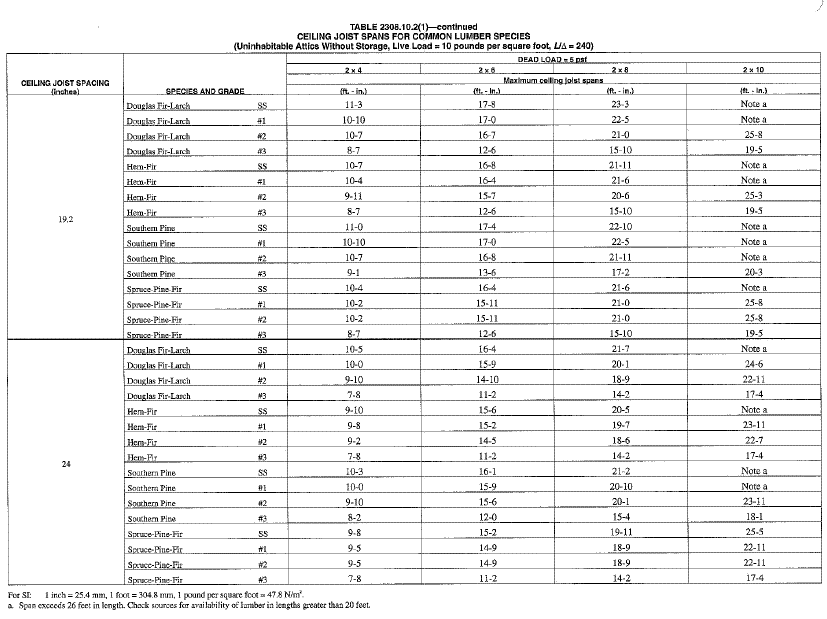 TABLE 2308.10.2(1)—continued
CEILING JOIST SPANS FOR COMMON LUMBER SPECIES
(Uninhabitable Attics Without Storage, Live Load = 10 pounds per square foot, L/Δ = 240)
CEILING JOIST SPACING (inches) SPECIES AND GRADE DEAD LOAD = 5 psf
2 x 4 2 x 6 2 x 8 2 x 10
Maximum ceiling joist spans
(ft. - in.) (ft. - in.) (ft. - in.) (ft. - in.)
19.2
Douglas Fir-Larch SS 11-3 17-8 23-3 Note a
Douglas Fir-Larch #1 10-10 17-0 22-5 Note a
Douglas Fir-Larch #2 10-7 16-7 21-0 25-8
Douglas Fir-Larch #3 8-7 12-6 15-10 19-5
Hem-Fir SS 10-7 16-8 21-11 Note a
Hem-Fir #1 10-4 16-4 21-6 Note a
Hem-Fir #2 9-11 15-7 20-6 25-3
Hem-Fir #3 8-7 12-6 15-10 19-5
Southern Pine SS 11-0 17-4 22-10 Note a
Southern Pine #1 10-10 17-0 22-5 Note a
Southern Pine #2 10-7 16-8 21-11 Note a
Southern Pine #3 9-1 13-6 17-2 20-3
Spruce-Pine-Fir SS 10-4 16-4 21-6 Note a
Spruce-Pine-Fir #1 10-2 15-11 21-0 25-8
Spruce-Pine-Fir #2 10-2 15-11 21-0 25-8
Spruce-Pine-Fir #3 8-7 12-6 15-10 19-5
24
Douglas Fir-Larch SS 10-5 16-4 21-7 Note a
Douglas Fir-Larch #1 10-0 15-9 20-1 24-6
Douglas Fir-Larch #2 9-10 14-10 18-9 22-11
Douglas Fir-Larch #3 7-8 11-2 14-2 17-4
Hem-Fir SS 9-10 15-6 20-5 Note a
Hem-Fir #1 9-8 15-2 19-7 23-11
Hem-Fir #2 9-2 14-5 18-6 22-7
Hem-Fir #3 7-8 11-2 14-2 17-4
Southern Pine SS 10-3 16-1 21-2 Note a
Southern Pine #1 10-0 15-9 20-10 Note a
Southern Pine #2 9-10 15-6 20-1 23-11
Southern Pine #3 8-2 12-0 15-4 18-1
Spruce-Pine-Fir SS 9-8 15-2 19-11 25-5
Spruce-Pine-Fir #1 9-5 14-9 18-9 22-11
Spruce-Pine-Fir #2 9-5 14-9 18-9 22-11
Spruce-Pine-Fir #3 7-8 11-2 14-2 17-4
For SI: 1 inch = 25.4 mm, 1 foot = 304.8 mm, 1 pound per square foot = 47.8 N/m².
a. Span exceeds 26 feet in length. Check sources for availability of lumber in lengths greater than 20 feet.